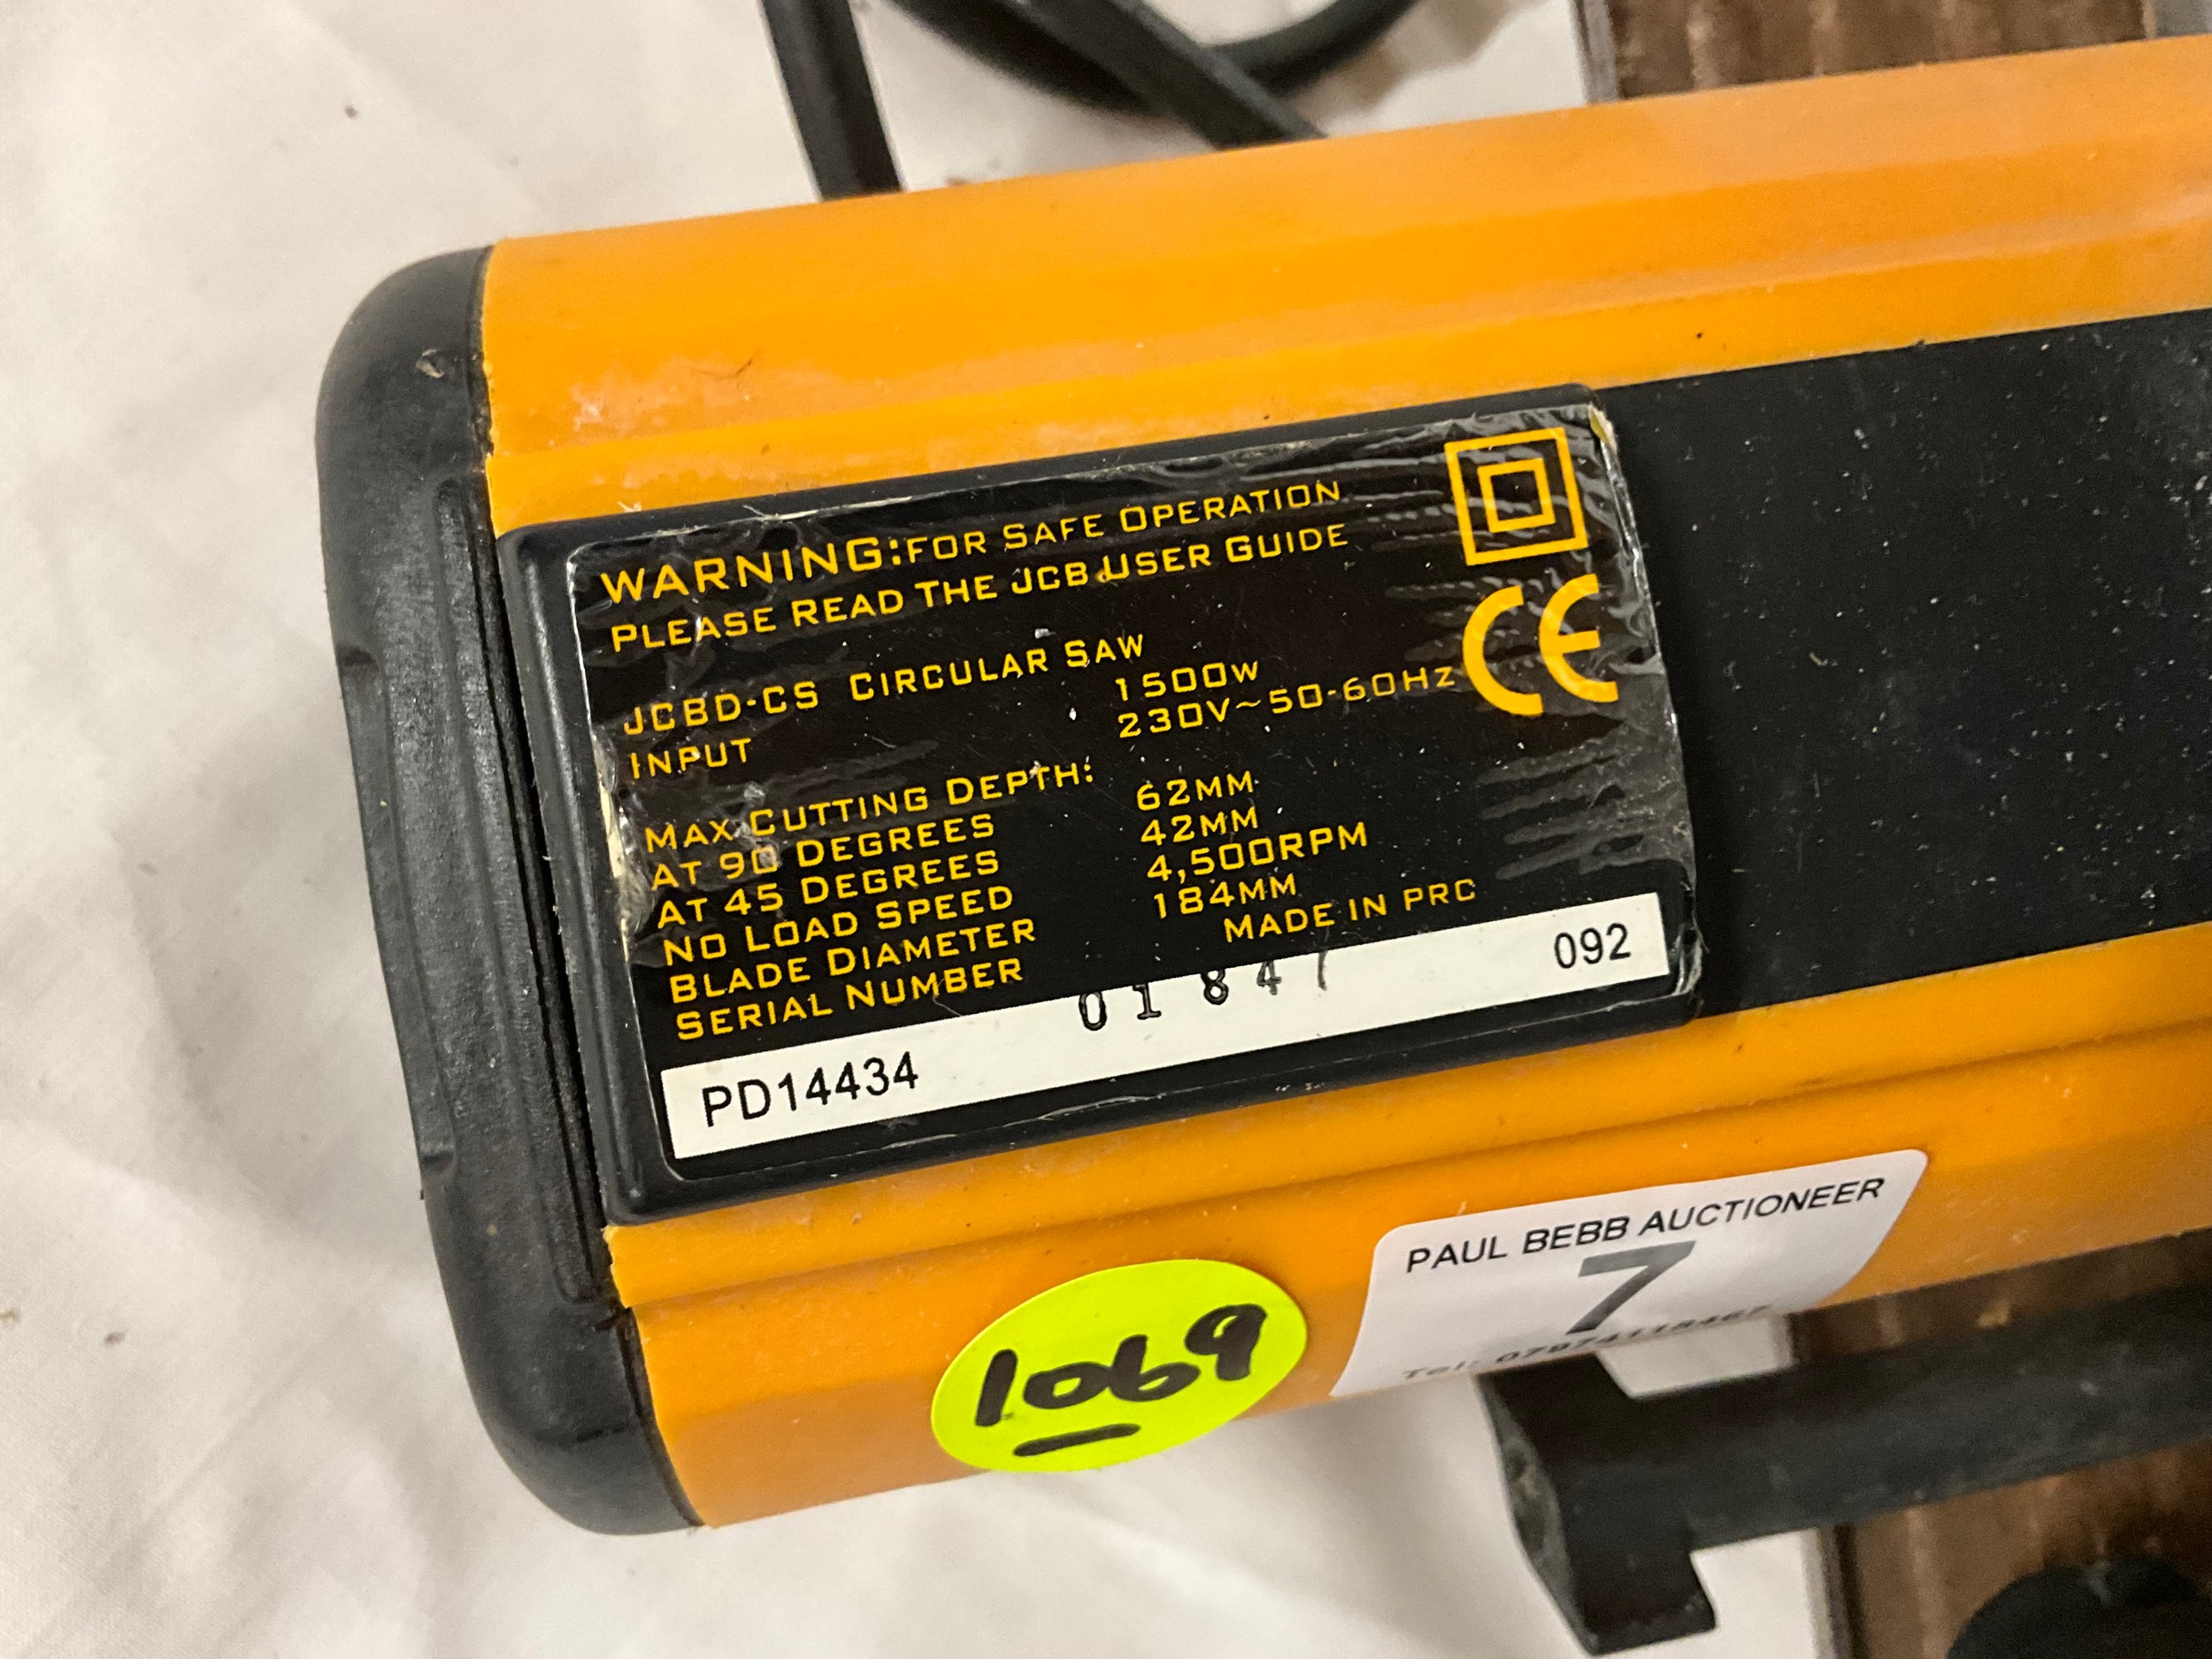 WARNING:FOR SAFE OPERATION
PLEASE READ THE JCB USER GUIDE
JCBD-CS CIRCULAR SAW
INPUT 1500W
230V~50-60Hz
MAX CUTTING DEPTH:
AT 90 DEGREES 62MM
AT 45 DEGREES 42MM
NO LOAD SPEED 4,500RPM
BLADE DIAMETER 184MM
SERIAL NUMBER MADE IN PRC
01847
PD14434 092
CE
1069
PAUL BEBB AUCTIONEER
7
Tel: